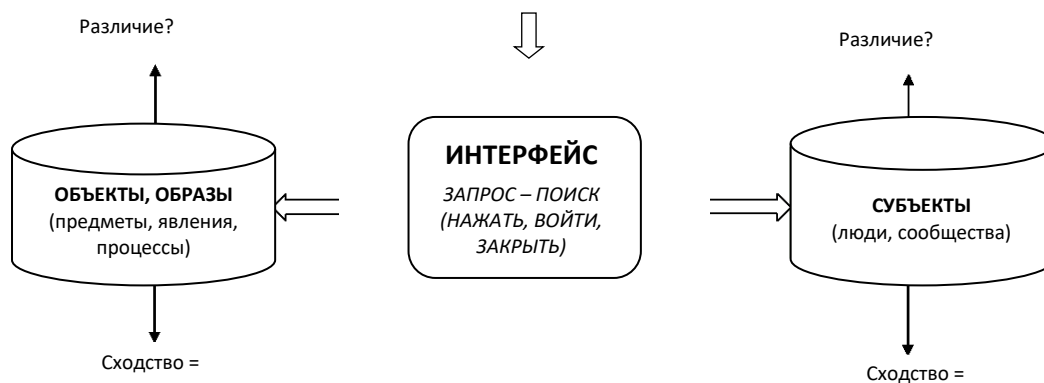 Различие?
Различие?
ИНТЕРФЕЙС
ЗАПРОС – ПОИСК
(НАЖАТЬ, ВОЙТИ,
ЗАКРЫТЬ)
ОБЪЕКТЫ, ОБРАЗЫ
(предметы, явления,
процессы)
СУБЪЕКТЫ
(люди, сообщества)
Сходство =
Сходство =